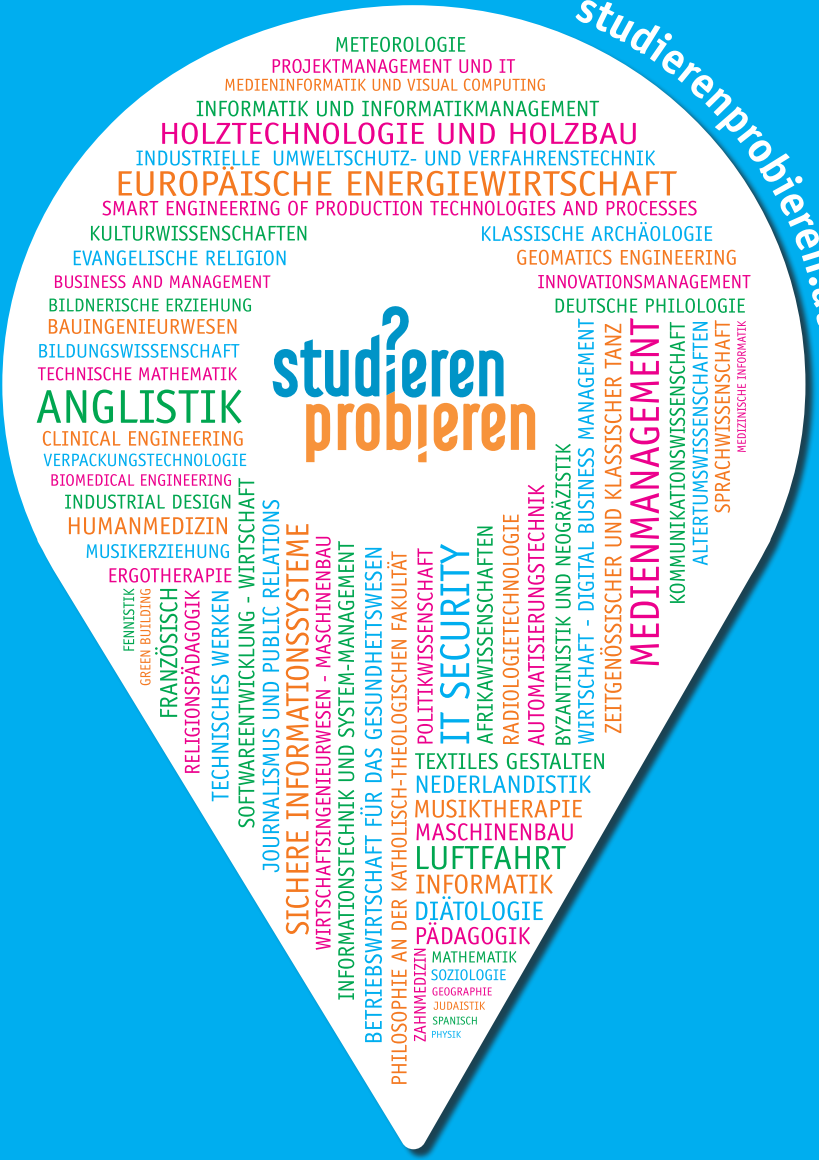 studierenprobieren.a
METEOROLOGIE
PROJEKTMANAGEMENT UND IT
MEDIENINFORMATIK UND VISUAL COMPUTING
INFORMATIK UND INFORMATIKMANAGEMENT
HOLZTECHNOLOGIE UND HOLZBAU
INDUSTRIELLE UMWELTSCHUTZ- UND VERFAHRENSTECHNIK
EUROPÄISCHE ENERGIEWIRTSCHAFT
SMART ENGINEERING OF PRODUCTION TECHNOLOGIES AND PROCESSES
KULTURWISSENSCHAFTEN
EVANGELISCHE RELIGION
BUSINESS AND MANAGEMENT
BILDNERISCHE ERZIEHUNG
BAUINGENIEURWESEN
BILDUNGSWISSENSCHAFT
TECHNISCHE MATHEMATIK
ANGLISTIK
CLINICAL ENGINEERING
VERPACKUNGSTECHNOLOGIE
BIOMEDICAL ENGINEERING
INDUSTRIAL DESIGN
HUMANMEDIZIN
MUSIKERZIEHUNG
ERGOTHERAPIE
KLASSISCHE ARCHÄOLOGIE
GEOMATICS ENGINEERING
INNOVATIONSMANAGEMENT
DEUTSCHE PHILOLOGIE
studieren
probieren
FENNISTIK
GREEN BUILDING
FRANZÖSISCH
RELIGIONSPÄDAGOGIK
TECHNISCHES WERKEN
SOFTWAREENTWICKLUNG - WIRTSCHAFT
JOURNALISMUS UND PUBLIC RELATIONS
SICHERE INFORMATIONSSYSTEME
WIRTSCHAFTSINGENIEURWESEN - MASCHINENBAU
INFORMATIONSTECHNIK UND SYSTEM-MANAGEMENT
BETRIEBSWIRTSCHAFT FÜR DAS GESUNDHEITSWESEN
PHILOSOPHIE AN DER KATHOLISCH-THEOLOGISCHEN FAKULTÄT
POLITIKWISSENSCHAFT
IT SECURITY
AFRIKAWISSENSCHAFTEN
RADIOLOGIETECHNOLOGIE
AUTOMATISIERUNGSTECHNIK
BYZANTINISTIK UND NEOGRÄZISTIK
WIRTSCHAFT - DIGITAL BUSINESS MANAGEMENT
ZEITGENÖSSISCHER UND KLASSISCHER TANZ
MEDIENMANAGEMENT
KOMMUNIKATIONSWISSENSCHAFT
ALTERTUMSWISSENSCHAFTEN
SPRACHWISSENSCHAFT
MEDIZINISCHE INFORMATIK
TEXTILES GESTALTEN
NEDERLANDISTIK
MUSIKTHERAPIE
MASCHINENBAU
LUFTFAHRT
INFORMATIK
DIÄTOLOGIE
PÄDAGOGIK
ZAHNMEDIZIN
MATHEMATIK
SOZIOLOGIE
GEOGRAPHIE
JUDAISTIK
SPANISCH
PHYSIK